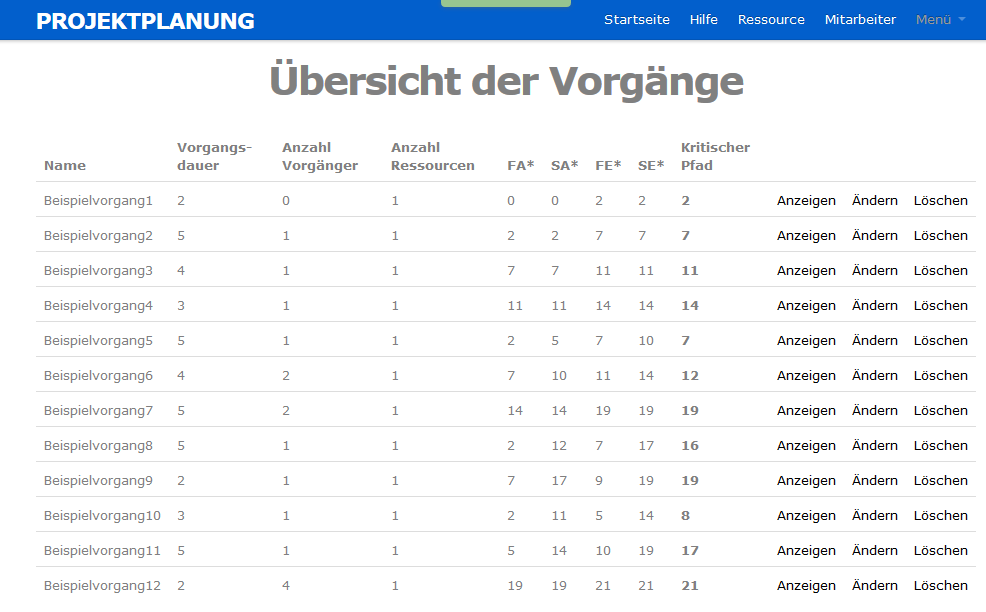 PROJEKTPLANUNG Startseite Hilfe Ressource Mitarbeiter Menü
Übersicht der Vorgänge
Name Vorgangs-dauer Anzahl Vorgänger Anzahl Ressourcen FA* SA* FE* SE* Kritischer Pfad
Beispielvorgang1 2 0 1 0 0 2 2 2 Anzeigen Ändern Löschen
Beispielvorgang2 5 1 1 2 2 7 7 7 Anzeigen Ändern Löschen
Beispielvorgang3 4 1 1 7 7 11 11 11 Anzeigen Ändern Löschen
Beispielvorgang4 3 1 1 11 11 14 14 14 Anzeigen Ändern Löschen
Beispielvorgang5 5 1 1 2 5 7 10 7 Anzeigen Ändern Löschen
Beispielvorgang6 4 2 1 7 10 11 14 12 Anzeigen Ändern Löschen
Beispielvorgang7 5 2 1 14 14 19 19 19 Anzeigen Ändern Löschen
Beispielvorgang8 5 1 1 2 12 7 17 16 Anzeigen Ändern Löschen
Beispielvorgang9 2 1 1 7 17 9 19 19 Anzeigen Ändern Löschen
Beispielvorgang10 3 1 1 2 11 5 14 8 Anzeigen Ändern Löschen
Beispielvorgang11 5 1 1 5 14 10 19 17 Anzeigen Ändern Löschen
Beispielvorgang12 2 4 1 19 19 21 21 21 Anzeigen Ändern Löschen